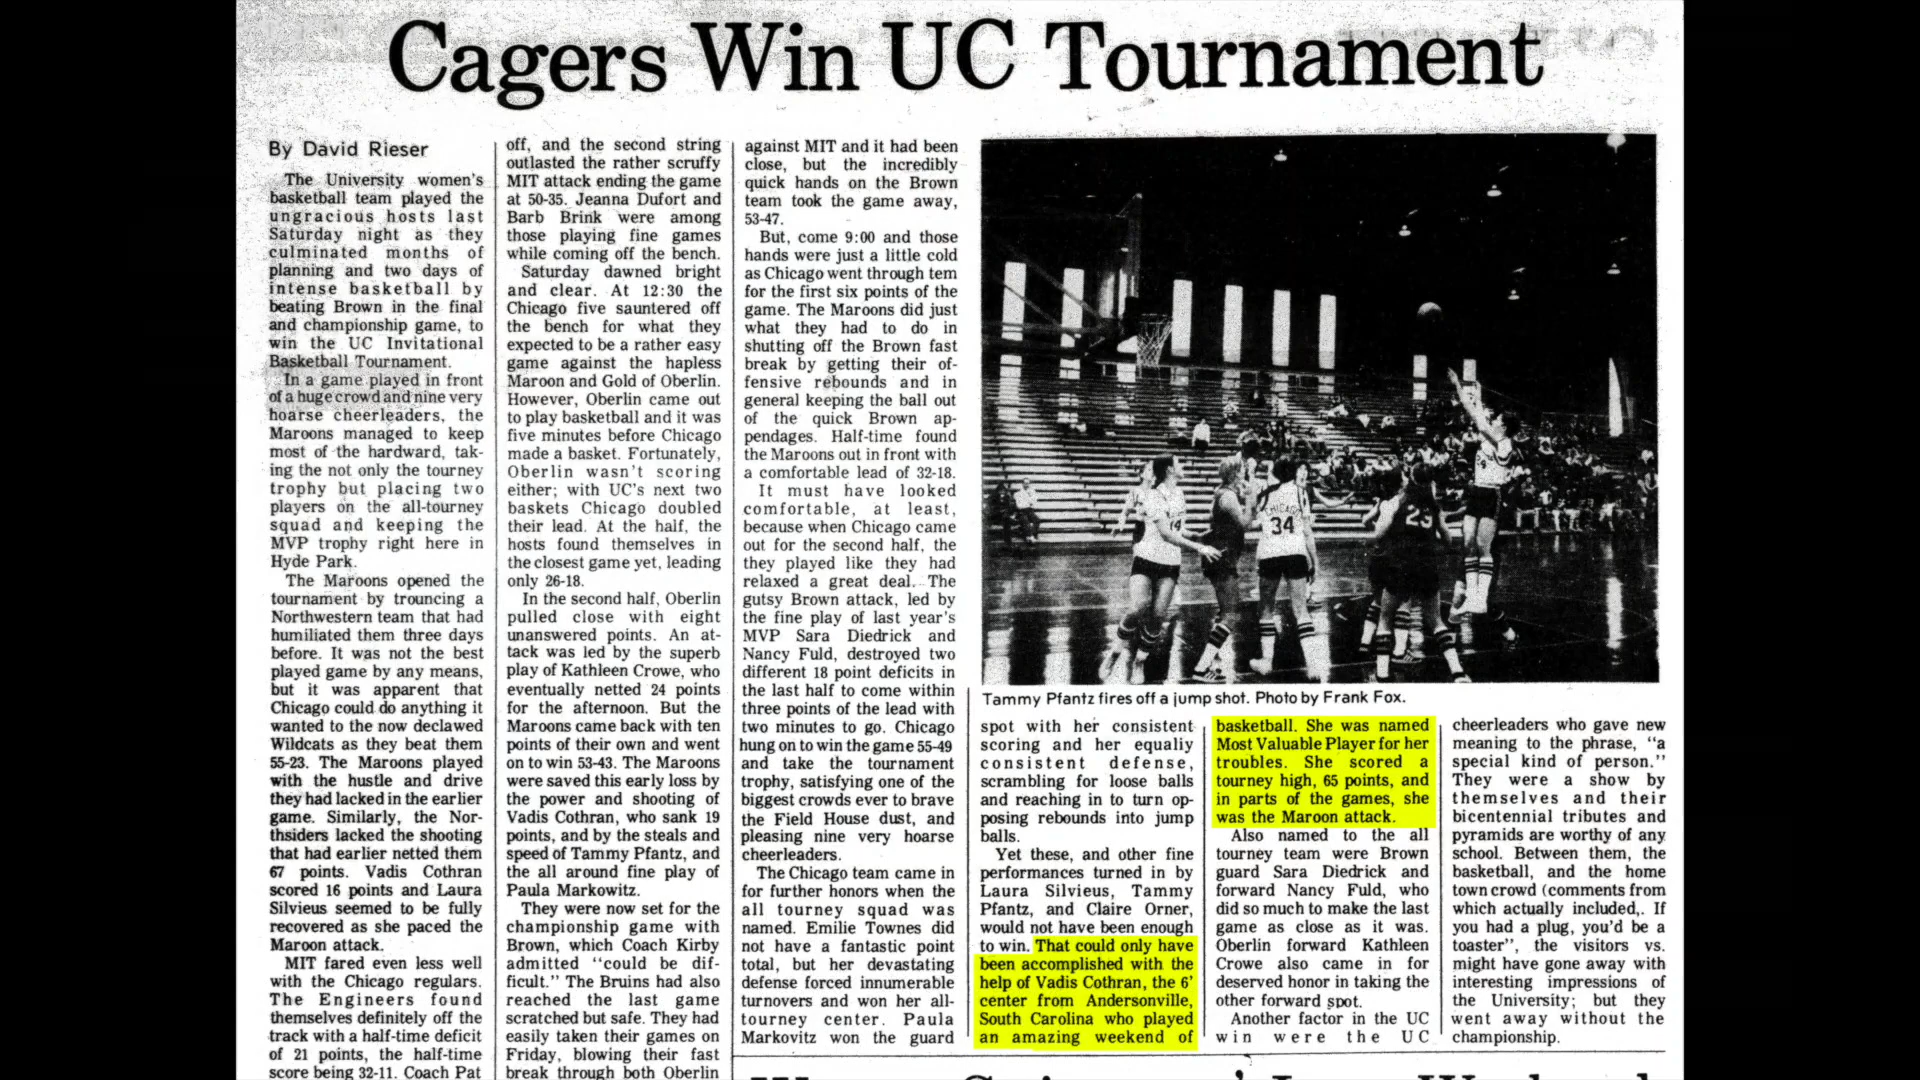 Cagers Win UC Tournament
By David Rieser
The University women's
basketball team played the
ungracious hosts last
Saturday night as they
culminated months of
planning and two days of
intense basketball by
beating Brown in the final
and championship game, to
win the UC Invitational
Basketball Tournament.
In a game played in front
of a huge crowd and nine very
hoarse cheerleaders, the
Maroons managed to keep
most of the hardward, tak-
ing the not only the tourney
trophy but placing two
players on the all-tourney
squad and keeping the
MVP trophy right here in
Hyde Park.
The Maroons opened the
tournament by trouncing a
Northwestern team that had
humiliated them three days
before. It was not the best
played game by any means,
but it was apparent that
Chicago could do anything it
wanted to the now declawed
Wildcats as they beat them
55-23. The Maroons played
with the hustle and drive
they had lacked in the earlier
game. Similarly, the Nor-
thsiders lacked the shooting
that had earlier netted them
67 points. Vadis Cothran
scored 16 points and Laura
Silvieus seemed to be fully
recovered as she paced the
Maroon attack.
MIT fared even less well
with the Chicago regulars.
The Engineers found
themselves definitely off the
track with a half-time deficit
of 21 points, the half-time
score being 32-11. Coach Pat
off, and the second string
outlasted the rather scruffy
MIT attack ending the game
at 50-35. Jeanna Dufort and
Barb Brink were among
those playing fine games
while coming off the bench.
Saturday dawned bright
and clear. At 12:30 the
Chicago five sauntered off
the bench for what they
expected to be a rather easy
game against the hapless
Maroon and Gold of Oberlin.
However, Oberlin came out
to play basketball and it was
five minutes before Chicago
made a basket. Fortunately,
Oberlin wasn't scoring
either; with UC's next two
baskets Chicago doubled
their lead. At the half, the
hosts found themselves in
the closest game yet, leading
only 26-18.
In the second half, Oberlin
pulled close with eight
unanswered points. An at-
tack was led by the superb
play of Kathleen Crowe, who
eventually netted 24 points
for the afternoon. But the
Maroons came back with ten
points of their own and went
on to win 53-43. The Maroons
were saved this early loss by
the power and shooting of
Vadis Cothran, who sank 19
points, and by the steals and
speed of Tammy Pfantz, and
the all around fine play of
Paula Markowitz.
They were now set for the
championship game with
Brown, which Coach Kirby
admitted "could be dif-
ficult." The Bruins had also
reached the last game
scratched but safe. They had
easily taken their games on
Friday, blowing their fast
break through both Oberlin
against MIT and it had been
close, but the incredibly
quick hands on the Brown
team took the game away,
53-47.
But, come 9:00 and those
hands were just a little cold
as Chicago went through tem
for the first six points of the
game. The Maroons did just
what they had to do in
shutting off the Brown fast
break by getting their of-
fensive rebounds and in
general keeping the ball out
of the quick Brown ap-
pendages. Half-time found
the Maroons out in front with
a comfortable lead of 32-18.
It must have looked
comfortable, at least,
because when Chicago came
out for the second half, the
they played like they had
relaxed a great deal. The
gutsy Brown attack, led by
the fine play of last year's
MVP Sara Diedrick and
Nancy Fuld, destroyed two
different 18 point deficits in
the last half to come within
three points of the lead with
two minutes to go. Chicago
hung on to win the game 55-49
and take the tournament
trophy, satisfying one of the
biggest crowds ever to brave
the Field House dust, and
pleasing nine very hoarse
cheerleaders.
The Chicago team came in
for further honors when the
all tourney squad was
named. Emilie Townes did
not have a fantastic point
total, but her devastating
defense forced innumerable
turnovers and won her all-
tourney center. Paula
Markovitz won the guard
14
CHICAGO
34
23
Tammy Pfantz fires off a jump shot. Photo by Frank Fox.
spot with her consistent
scoring and her equally
consistent defense,
scrambling for loose balls
and reaching in to turn op-
posing rebounds into jump
balls.
Yet these, and other fine
performances turned in by
Laura Silvieus, Tammy
Pfantz, and Claire Orner,
would not have been enough
to win. That could only have
been accomplished with the
help of Vadis Cothran, the 6'
center from Andersonville,
South Carolina who played
an amazing weekend of
basketball. She was named
Most Valuable Player for her
troubles. She scored a
tourney high, 65 points, and
in parts of the games, she
was the Maroon attack.
Also named to the all
tourney team were Brown
guard Sara Diedrick and
forward Nancy Fuld, who
did so much to make the last
game as close as it was.
Oberlin forward Kathleen
Crowe also came in for
deserved honor in taking the
other forward spot.
Another factor in the UC
win were the UC
cheerleaders who gave new
meaning to the phrase, "a
special kind of person."
They were a show by
themselves and their
bicentennial tributes and
pyramids are worthy of any
school. Between them, the
basketball, and the home
town crowd (comments from
which actually included,. If
you had a plug, you'd be a
toaster", the visitors vs.
might have gone away with
interesting impressions of
the University; but they
went away without the
championship.